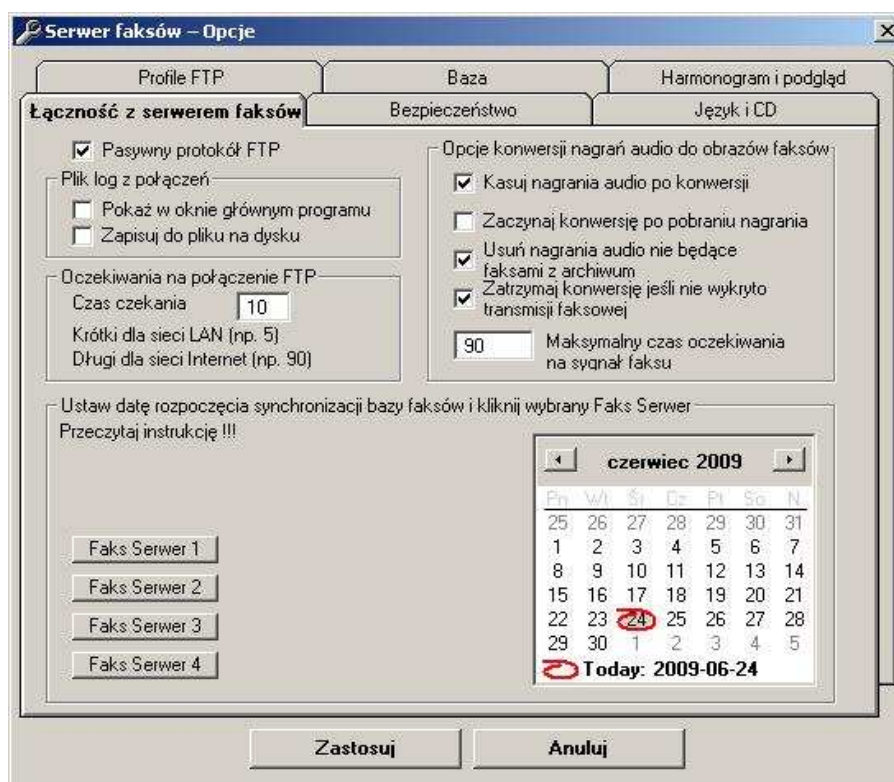 Serwer faksów – Opcje
Profile FTP
Baza
Harmonogram i podgląd
Łączność z serwerem faksów
Bezpieczeństwo
Język i CD
Pasywny protokół FTP
Plik log z połączeń
Pokaż w oknie głównym programu
Zapisuj do pliku na dysku
Oczekiwania na połączenie FTP
Czas czekania 10
Krótki dla sieci LAN (np. 5)
Długi dla sieci Internet (np. 90)
Opcje konwersji nagrań audio do obrazów faksów
Kasuj nagrania audio po konwersji
Zaczynaj konwersję po pobraniu nagrania
Usuń nagrania audio nie będące
faksami z archiwum
Zatrzymaj konwersję jeśli nie wykryto
transmisji faksowej
90 Maksymalny czas oczekiwania
na sygnał faksu
Ustaw datę rozpoczęcia synchronizacji bazy faksów i kliknij wybrany Faks Serwer
Przeczytaj instrukcję !!!
Faks Serwer 1
Faks Serwer 2
Faks Serwer 3
Faks Serwer 4
czerwiec 2009
Pn Wt Śr Cz Pt So N
25 26 27 28 29 30 31
1 2 3 4 5 6 7
8 9 10 11 12 13 14
15 16 17 18 19 20 21
22 23 24 25 26 27 28
29 30 1 2 3 4 5
Today: 2009-06-24
Zastosuj
Anuluj